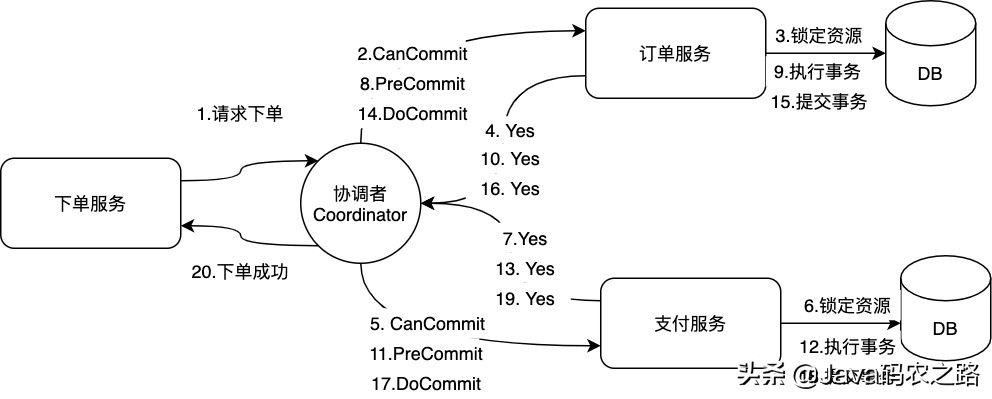 2.CanCommit
8.PreCommit
14.DoCommit
订单服务
3.锁定资源
9.执行事务
15.提交事务
DB
1.请求下单
4. Yes
10. Yes
16. Yes
下单服务
协调者
Coordinator
20.下单成功
7.Yes
13. Yes
19. Yes
5. CanCommit
11.PreCommit
17.DoCommit
支付服务
6.锁定资源
12.执行事务
DB
头条 @Java码农之路